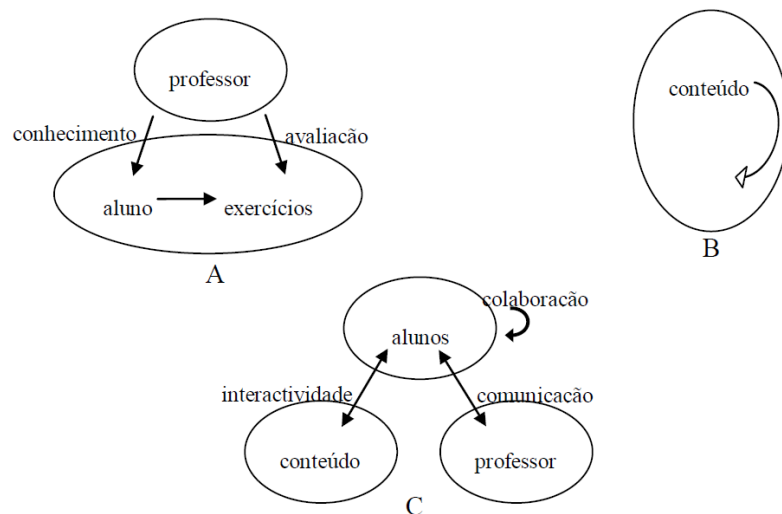 professor
conhecimento
avaliacão
aluno
exercícios
A
conteúdo
B
colaboracão
alunos
interactividade
comunicacão
conteúdo
professor
C